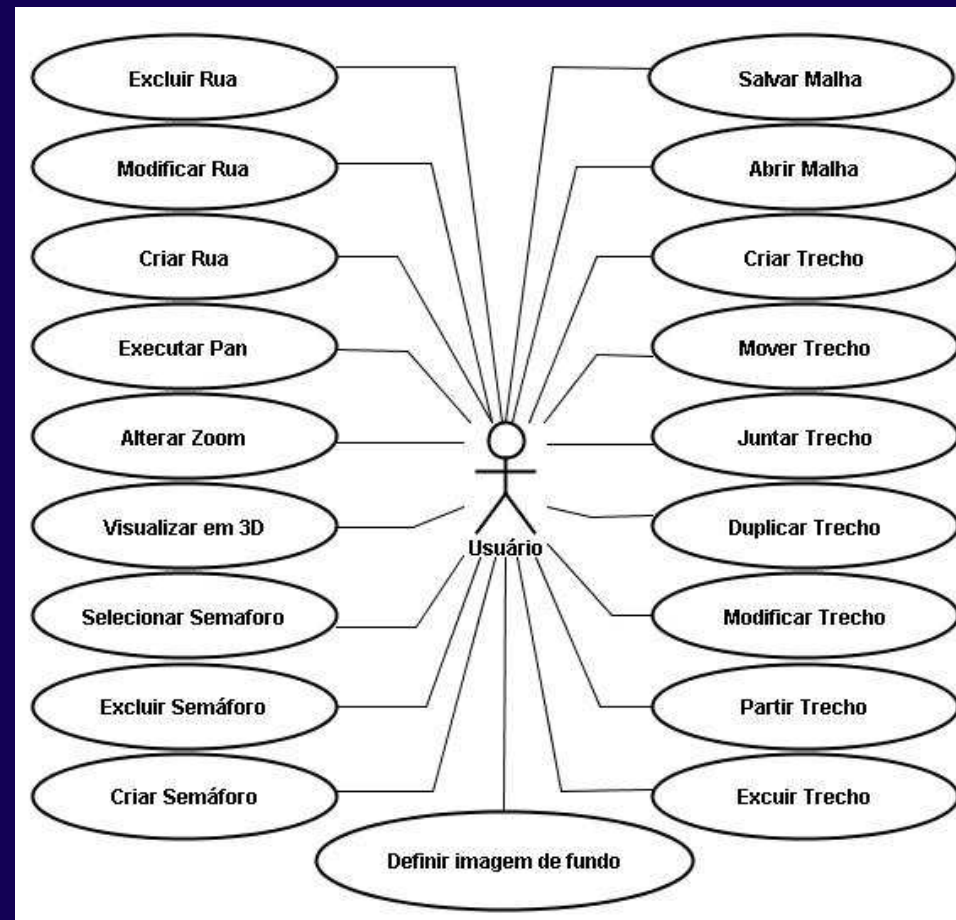 Excluir Rua
Modificar Rua
Criar Rua
Executar Pan
Alterar Zoom
Visualizar em 3D
Selecionar Semaforo
Excluir Semáforo
Criar Semáforo
Usuário
Salvar Malha
Abrir Malha
Criar Trecho
Mover Trecho
Juntar Trecho
Duplicar Trecho
Modificar Trecho
Partir Trecho
Excuir Trecho
Definir imagem de fundo